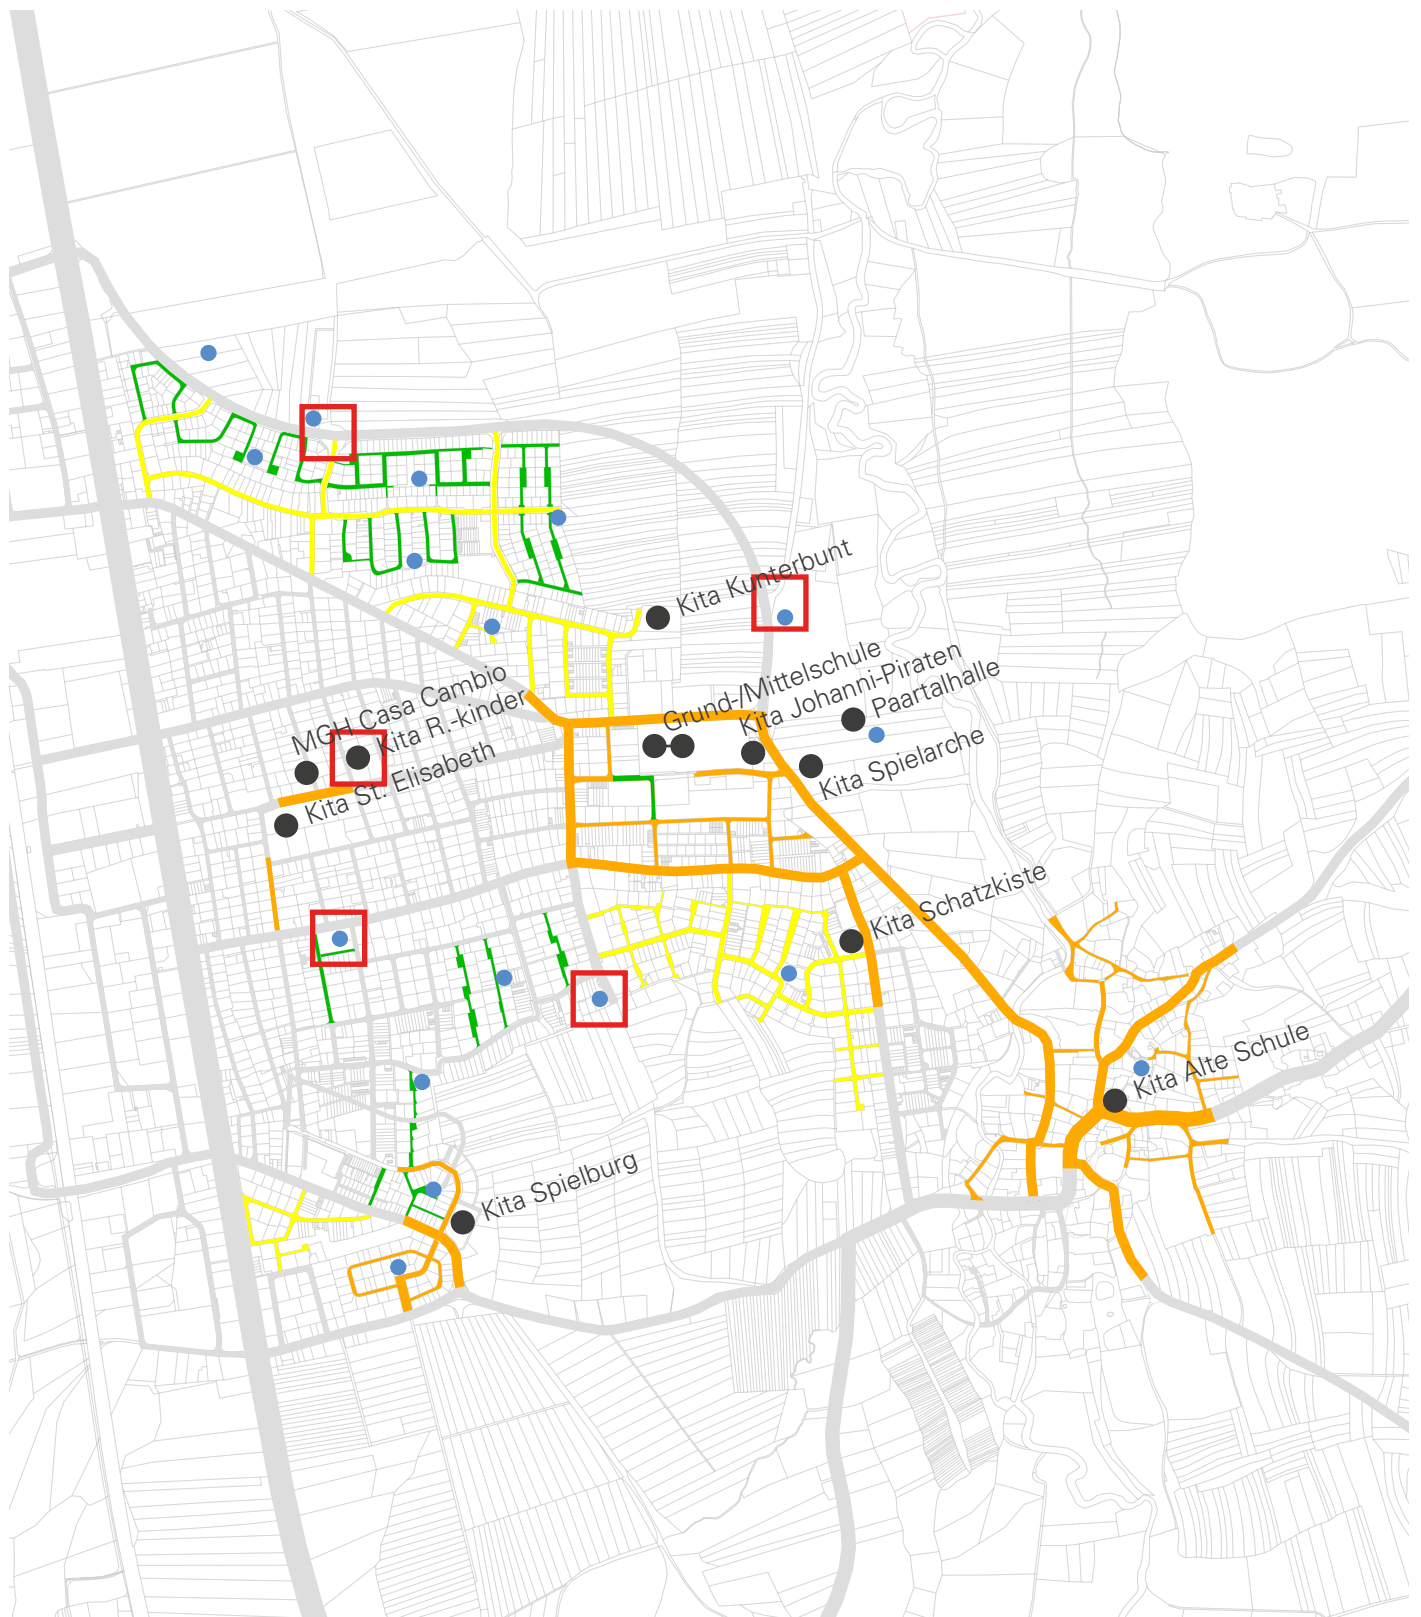 Kita Kunterbunt
Grund-/Mittelschule
Kita Johanni-Piraten
Paartalhalle
MGH Casa Cambio
Kita R.-kinder
Kita St. Elisabeth
Kita Spielarche
Kita Schatzkiste
Kita Alte Schule
Kita Spielburg